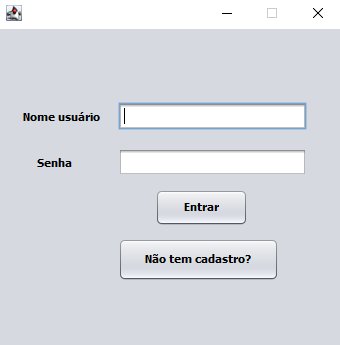 Nome usuário
Senha
Entrar
Não tem cadastro?